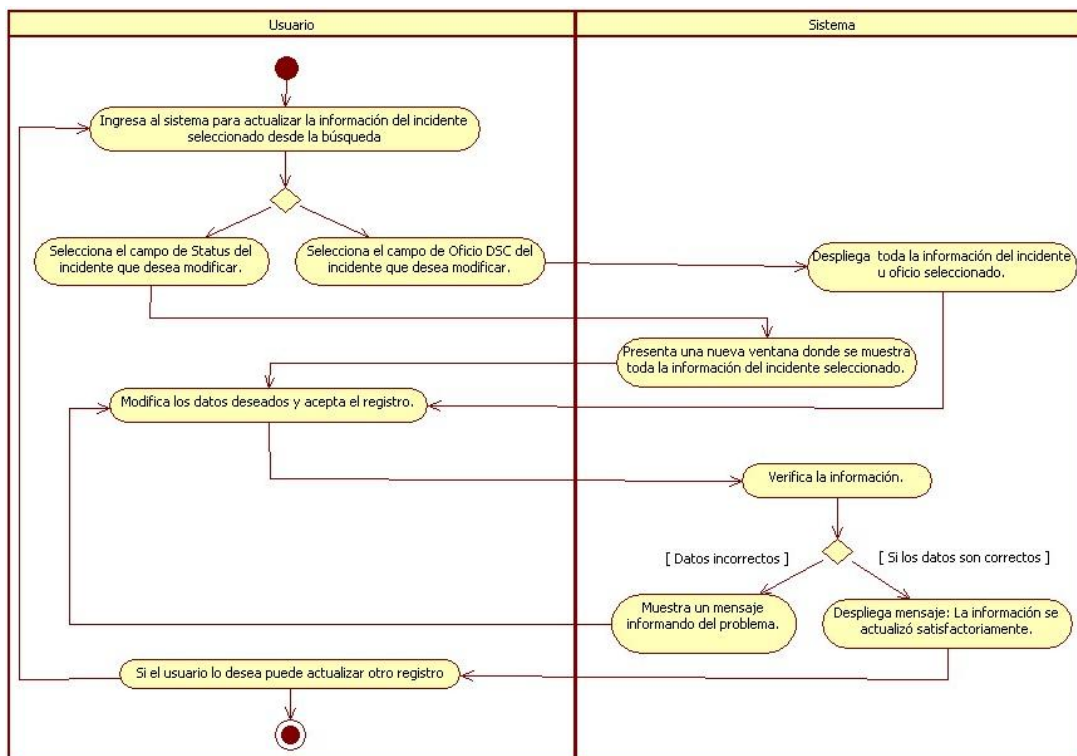 Usuario
Sistema
Ingresa al sistema para actualizar la información del incidente
seleccionado desde la búsqueda
Selecciona el campo de Status del
incidente que desea modificar.
Selecciona el campo de Oficio DSC del
incidente que desea modificar.
Despliega toda la información del incidente
u oficio seleccionado.
Presenta una nueva ventana donde se muestra
toda la información del incidente seleccionado.
Modifica los datos deseados y acepta el registro.
Verifica la información.
[ Datos incorrectos ]
[ Si los datos son correctos ]
Muestra un mensaje
informando del problema.
Despliega mensaje: La información se
actualizó satisfactoriamente.
Si el usuario lo desea puede actualizar otro registro